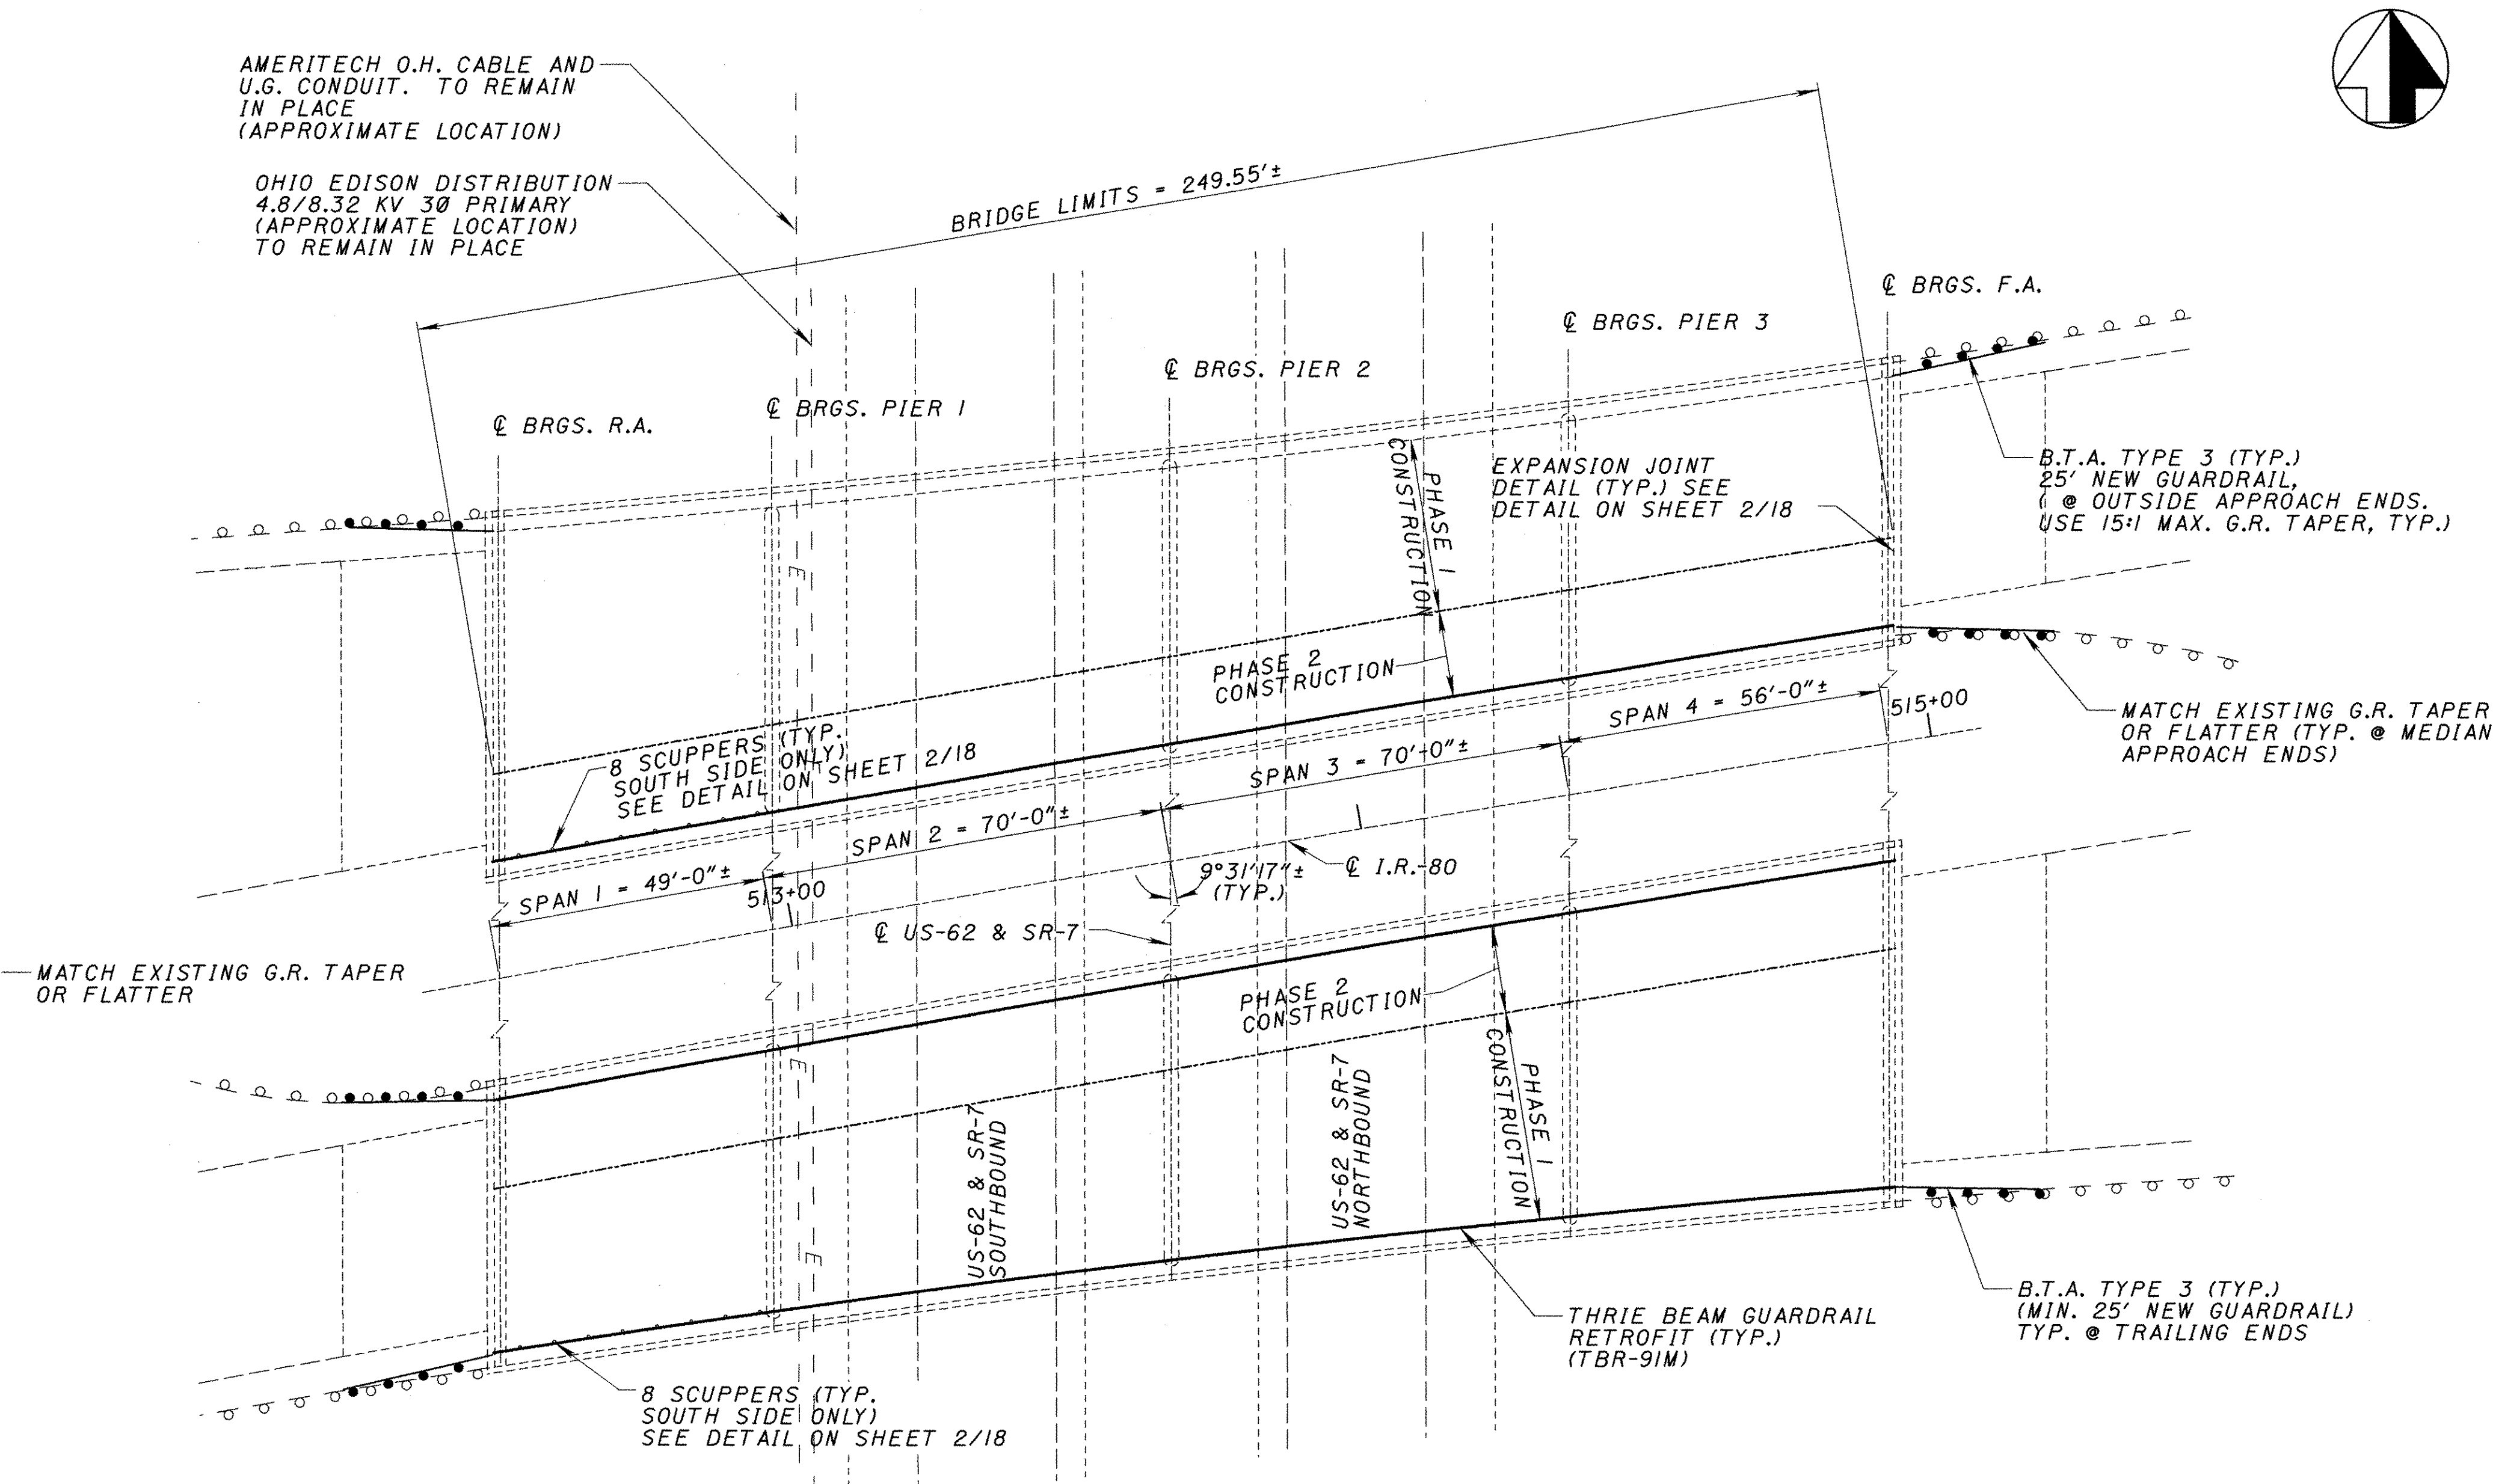 AMERITECH O.H. CABLE AND
U.G. CONDUIT. TO REMAIN
IN PLACE
(APPROXIMATE LOCATION)
OHIO EDISON DISTRIBUTION
4.8/8.32 KV 3Ø PRIMARY
(APPROXIMATE LOCATION)
TO REMAIN IN PLACE
BRIDGE LIMITS = 249.55'±
℄ BRGS. F.A.
℄ BRGS. PIER 3
℄ BRGS. PIER 2
℄ BRGS. PIER 1
℄ BRGS. R.A.
PHASE 1
CONSTRUCTION
EXPANSION JOINT
DETAIL (TYP.) SEE
DETAIL ON SHEET 2/18
B.T.A. TYPE 3 (TYP.)
25' NEW GUARDRAIL,
( @ OUTSIDE APPROACH ENDS.
USE 15:1 MAX. G.R. TAPER, TYP.)
E
PHASE 2
CONSTRUCTION
8 SCUPPERS (TYP.
SOUTH SIDE ONLY)
SEE DETAIL ON SHEET 2/18
SPAN 4 = 56'-0"±
515+00
MATCH EXISTING G.R. TAPER
OR FLATTER (TYP. @ MEDIAN
APPROACH ENDS)
SPAN 3 = 70'-0"±
SPAN 2 = 70'-0"±
SPAN 1 = 49'-0"±
513+00
9°31'17"±
(TYP.)
℄ I.R.-80
℄ US-62 & SR-7
MATCH EXISTING G.R. TAPER
OR FLATTER
PHASE 2
CONSTRUCTION
E
PHASE 1
CONSTRUCTION
US-62 & SR-7
SOUTHBOUND
US-62 & SR-7
NORTHBOUND
E
B.T.A. TYPE 3 (TYP.)
(MIN. 25' NEW GUARDRAIL)
TYP. @ TRAILING ENDS
THRIE BEAM GUARDRAIL
RETROFIT (TYP.)
(TBR-91M)
8 SCUPPERS (TYP.
SOUTH SIDE ONLY)
SEE DETAIL ON SHEET 2/18